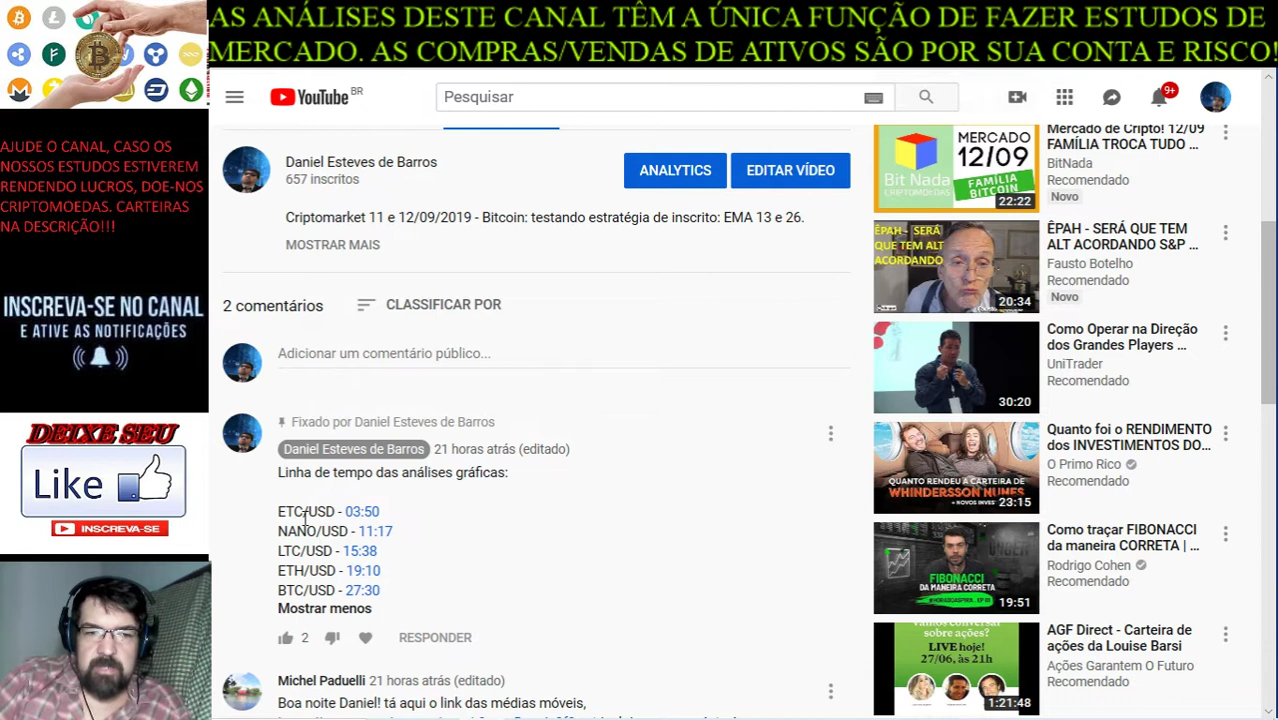 AS ANÁLISES DESTE CANAL TÊM A ÚNICA FUNÇÃO DE FAZER ESTUDOS DE
MERCADO. AS COMPRAS/VENDAS DE ATIVOS SÃO POR SUA CONTA E RISCO!
AJUDE O CANAL, CASO OS
NOSSOS ESTUDOS ESTIVEREM
RENDENDO LUCROS, DOE-NOS
CRIPTOMOEDAS. CARTEIRAS
NA DESCRIÇÃO!!!
INSCREVA-SE NO CANAL
E ATIVE AS NOTIFICAÇÕES
DEIXE SEU
Like
INSCREVA-SE
YouTube BR
Pesquisar
9+
Daniel Esteves de Barros
657 inscritos
ANALYTICS
EDITAR VÍDEO
Criptomarket 11 e 12/09/2019 - Bitcoin: testando estratégia de inscrito: EMA 13 e 26.
MOSTRAR MAIS
2 comentários
CLASSIFICAR POR
Adicionar um comentário público...
Fixado por Daniel Esteves de Barros
Daniel Esteves de Barros 21 horas atrás (editado)
Linha de tempo das análises gráficas:
ETC/USD - 03:50
NANO/USD - 11:17
LTC/USD - 15:38
ETH/USD - 19:10
BTC/USD - 27:30
Mostrar menos
2
RESPONDER
Michel Paduelli 21 horas atrás (editado)
Boa noite Daniel! tá aqui o link das médias móveis,
MERCADO
12/09
Bit Nada
CRIPTOMOEDAS
FAMÍLIA
BITCOIN
22:22
Mercado de Cripto! 12/09
FAMÍLIA TROCA TUDO ...
BitNada
Recomendado
Novo
ÊPAH - SERÁ
QUE TEM ALT
ACORDANDO
20:34
ÊPAH - SERÁ QUE TEM
ALT ACORDANDO S&P ...
Fausto Botelho
Recomendado
Novo
30:20
Como Operar na Direção
dos Grandes Players ...
UniTrader
Recomendado
QUANTO RENDEU A CARTEIRA DE
WHINDERSSON NUNES
23:15
Quanto foi o RENDIMENTO
dos INVESTIMENTOS DO...
O Primo Rico
Recomendado
FIBONACCI
DA MANEIRA CORRETA
19:51
Como traçar FIBONACCI
da maneira CORRETA | ...
Rodrigo Cohen
Recomendado
sobre ações?
LIVE hoje!
27/06, às 21h
1:21:48
AGF Direct - Carteira de
ações da Louise Barsi
Ações Garantem O Futuro
Recomendado